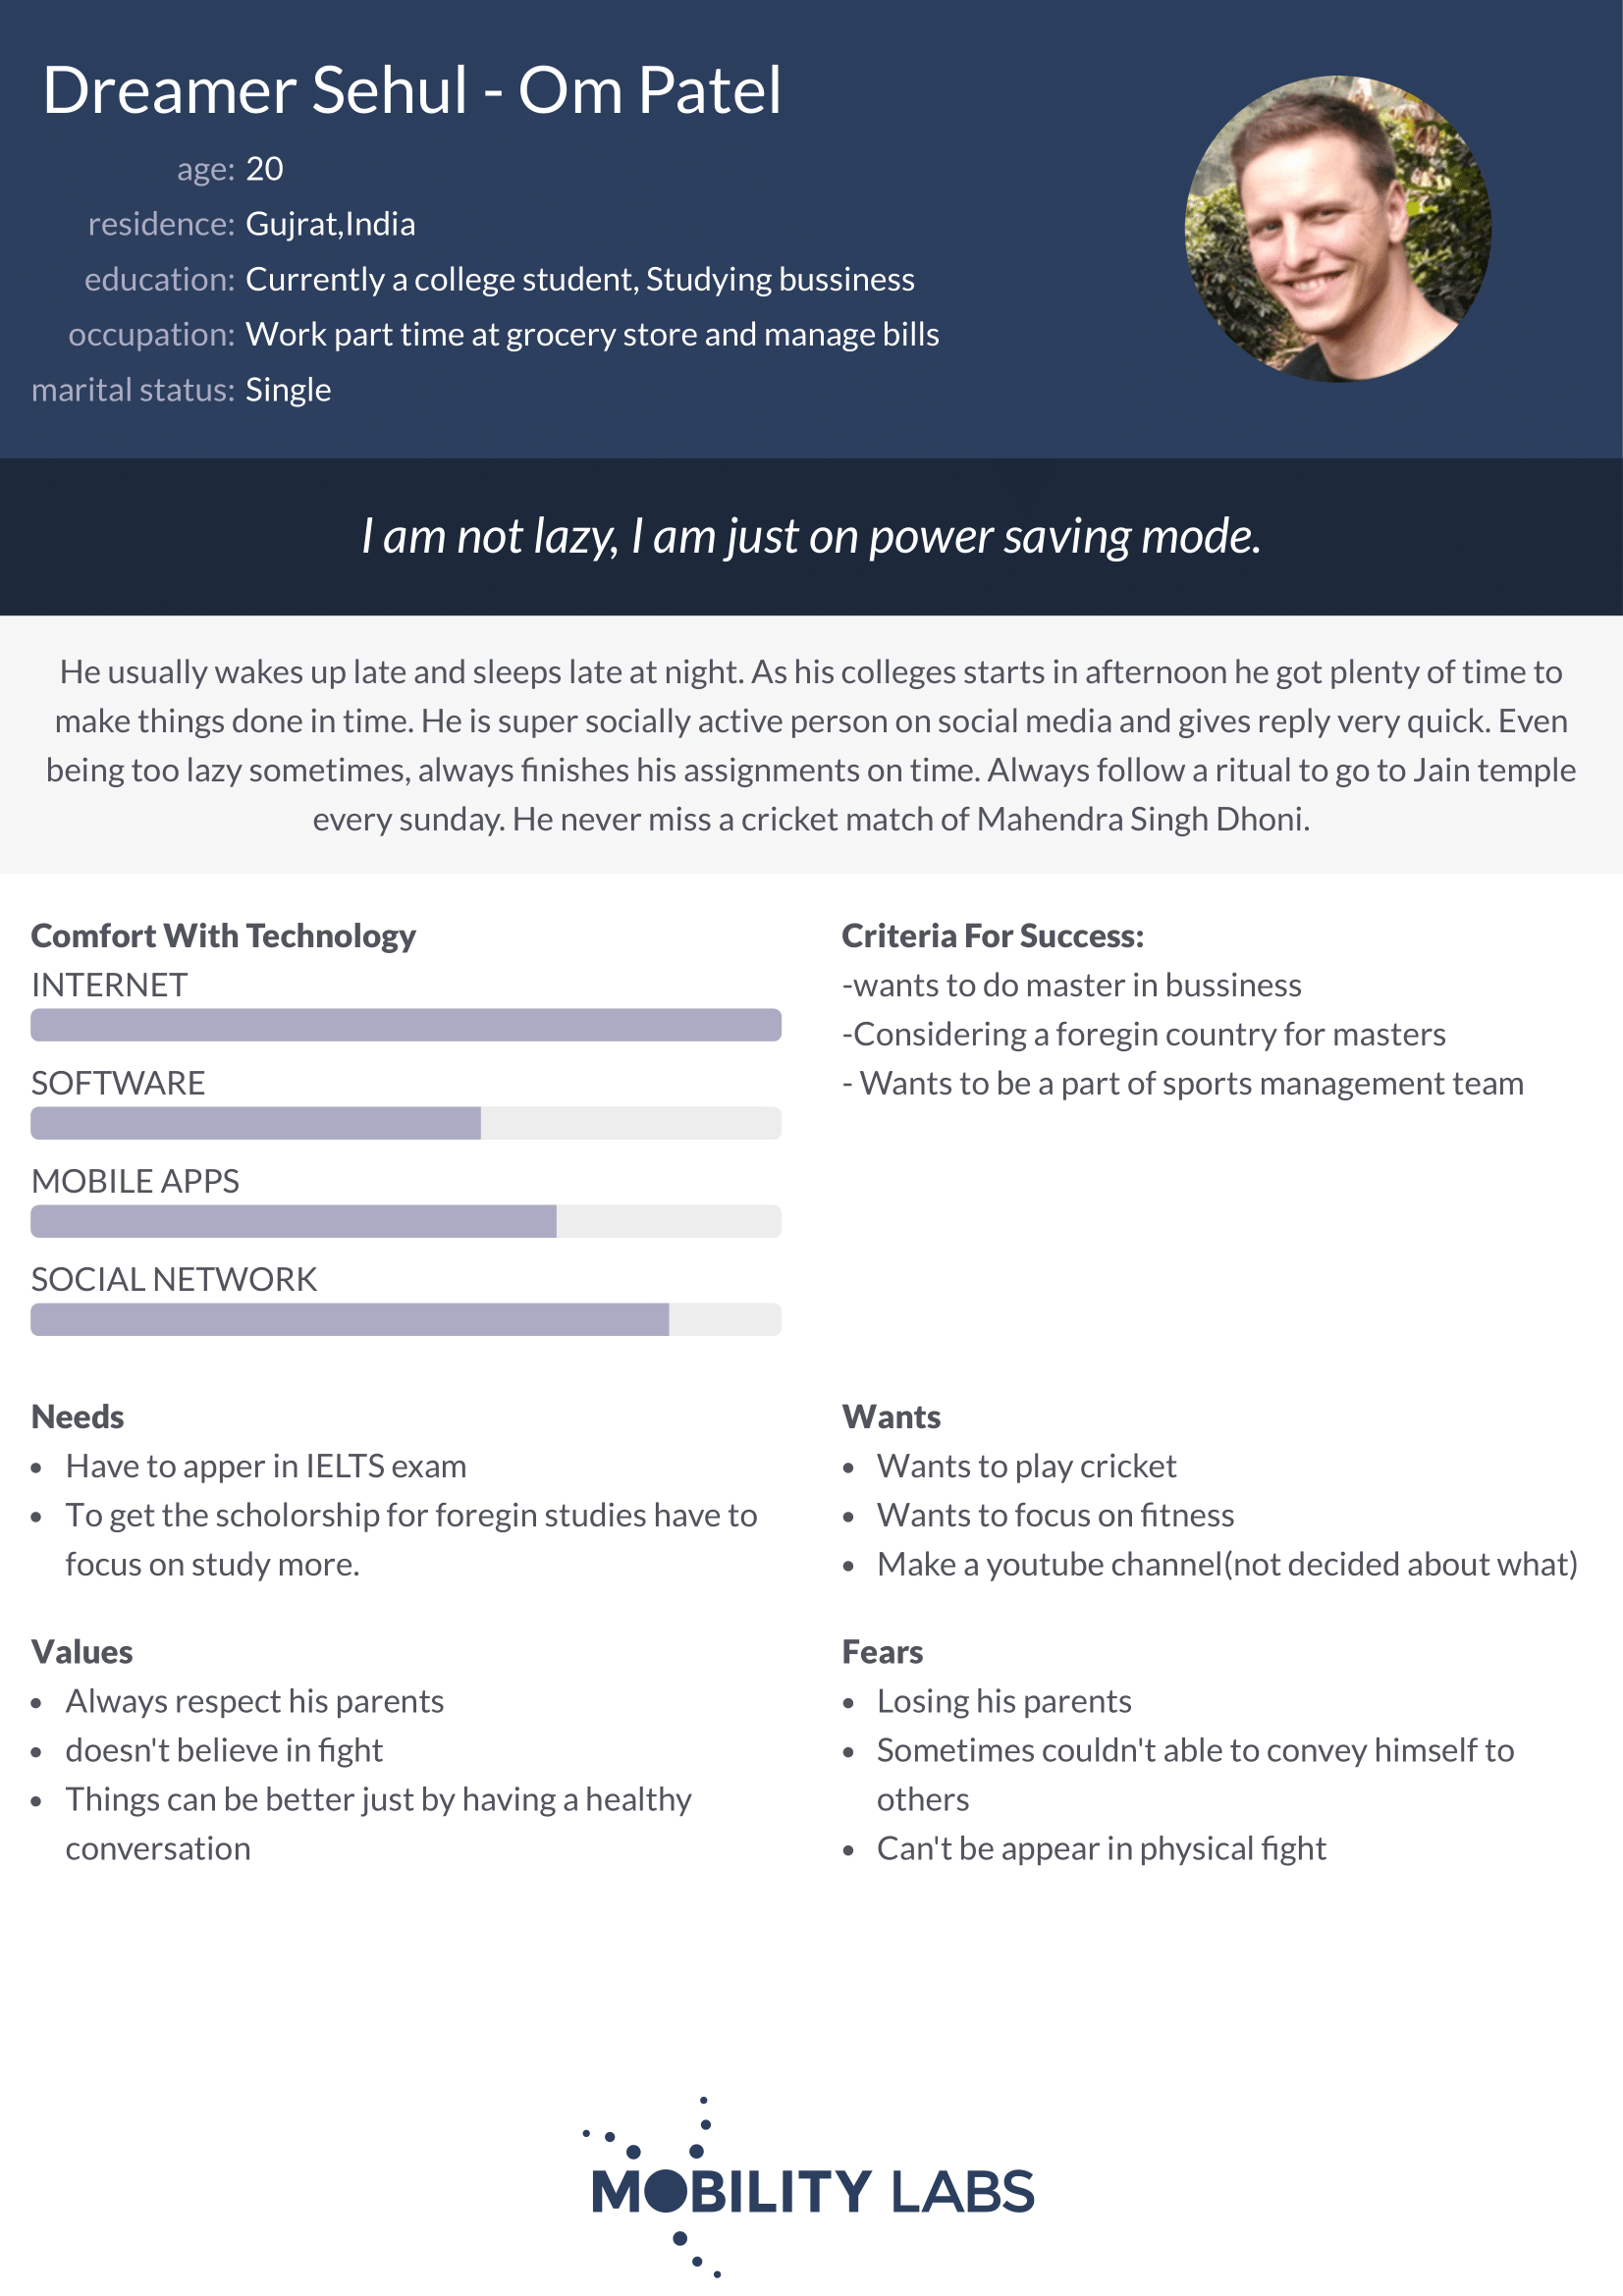 Dreamer Sehul - Om Patel
age: 20
residence: Gujrat,India
education: Currently a college student, Studying bussiness
occupation: Work part time at grocery store and manage bills
marital status: Single
I am not lazy, I am just on power saving mode.
He usually wakes up late and sleeps late at night. As his colleges starts in afternoon he got plenty of time to
make things done in time. He is super socially active person on social media and gives reply very quick. Even
being too lazy sometimes, always finishes his assignments on time. Always follow a ritual to go to Jain temple
every sunday. He never miss a cricket match of Mahendra Singh Dhoni.
Comfort With Technology
INTERNET
SOFTWARE
MOBILE APPS
SOCIAL NETWORK
Criteria For Success:
-wants to do master in bussiness
-Considering a foregin country for masters
- Wants to be a part of sports management team
Needs
• Have to apper in IELTS exam
• To get the scholorship for foregin studies have to
focus on study more.
Wants
• Wants to play cricket
• Wants to focus on fitness
• Make a youtube channel(not decided about what)
Values
• Always respect his parents
• doesn't believe in fight
• Things can be better just by having a healthy
conversation
Fears
• Losing his parents
• Sometimes couldn't able to convey himself to
others
• Can't be appear in physical fight
MOBILITY LABS